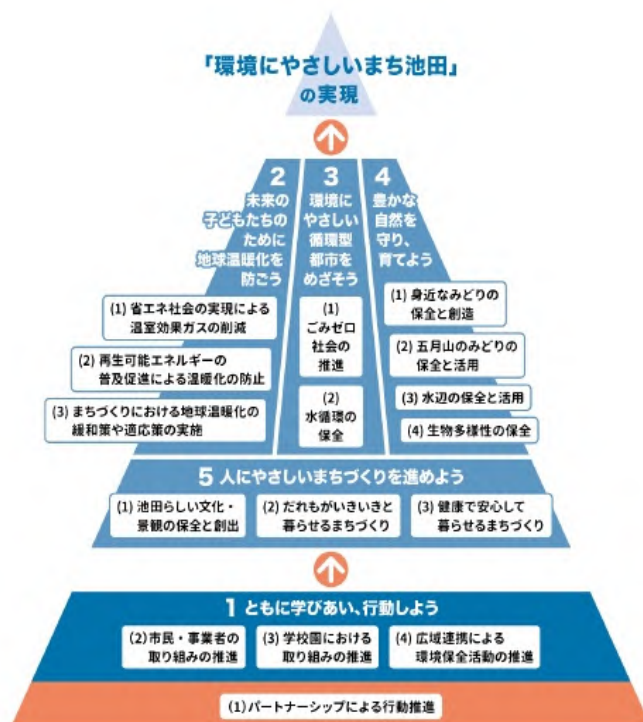 「環境にやさしいまち池田」
の実現
2
未来の
子どもたちの
ために
地球温暖化を
防ごう
(1) 省エネ社会の実現による
温室効果ガスの削減
(2) 再生可能エネルギーの
普及促進による温暖化の防止
(3) まちづくりにおける地球温暖化の
緩和策や適応策の実施
3
環境に
やさしい
循環型
都市を
めざそう
(1)
ごみゼロ
社会の
推進
(2)
水循環の
保全
4
豊かな
自然を
守り、
育てよう
(1) 身近なみどりの
保全と創造
(2) 五月山のみどりの
保全と活用
(3) 水辺の保全と活用
(4) 生物多様性の保全
5 人にやさしいまちづくりを進めよう
(1) 池田らしい文化・
景観の保全と創出
(2) だれもがいきいきと
暮らせるまちづくり
(3) 健康で安心して
暮らせるまちづくり
1 ともに学びあい、行動しよう
(2) 市民・事業者の
取り組みの推進
(3) 学校園における
取り組みの推進
(4) 広域連携による
環境保全活動の推進
(1) パートナーシップによる行動推進